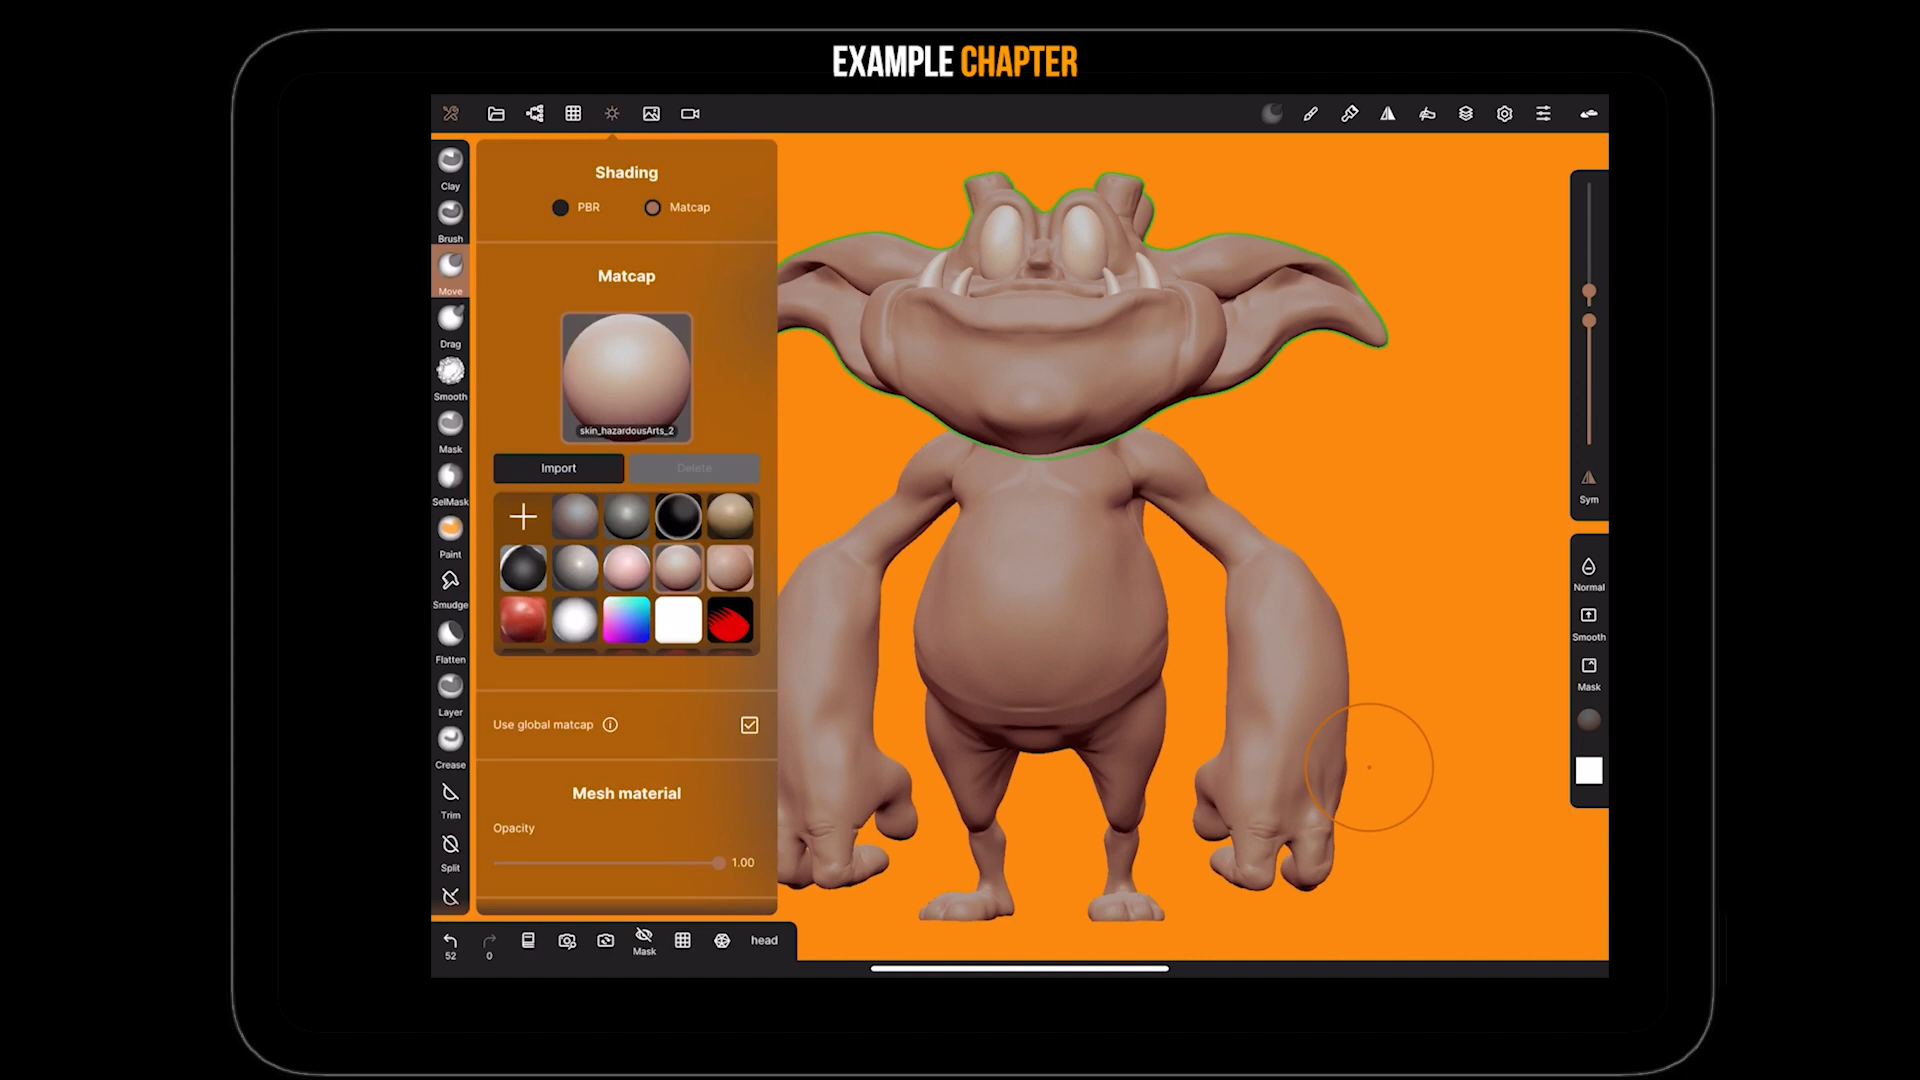 EXAMPLE CHAPTER
Clay
Brush
Move
Drag
Smooth
Mask
SelMask
Paint
Smudge
Flatten
Layer
Crease
Trim
Split
Shading
PBR
Matcap
Matcap
skin_hazardousArts_2
Import
Delete
Use global matcap
Mesh material
Opacity
1.00
Sym
Normal
Smooth
Mask
52
0
Mask
head